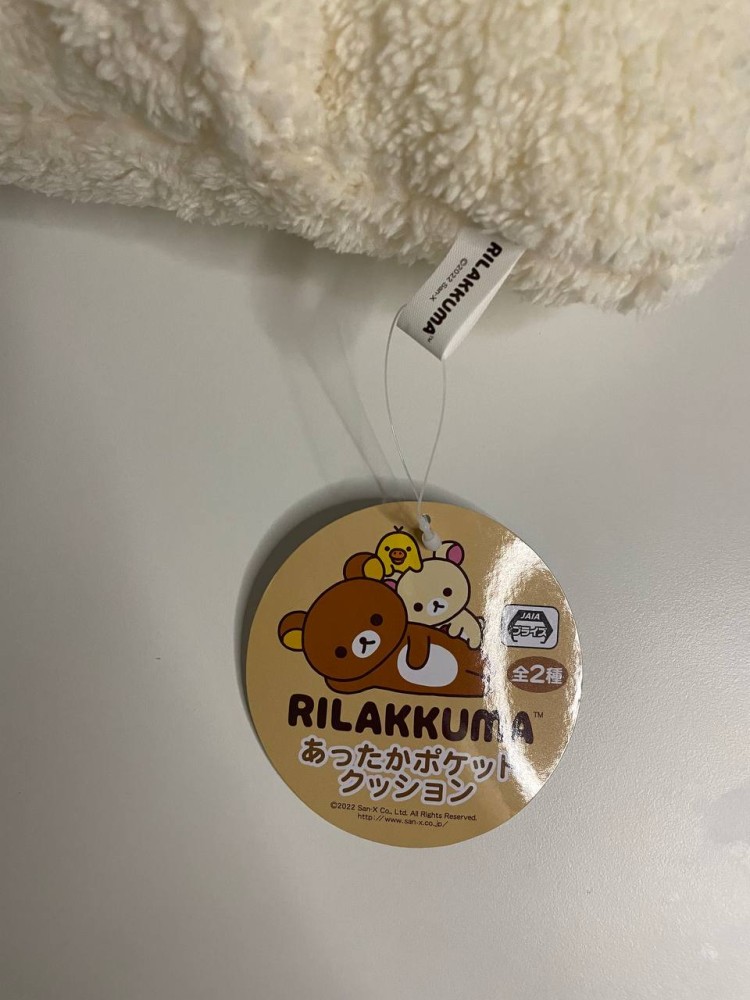 RILAKKUMA™
©2022 San-X
JAIA
プライズ
全2種
RILAKKUMA™
あったかポケット
クッション
©2022 San-X Co., Ltd. All Rights Reserved.
http://www.san-x.co.jp/